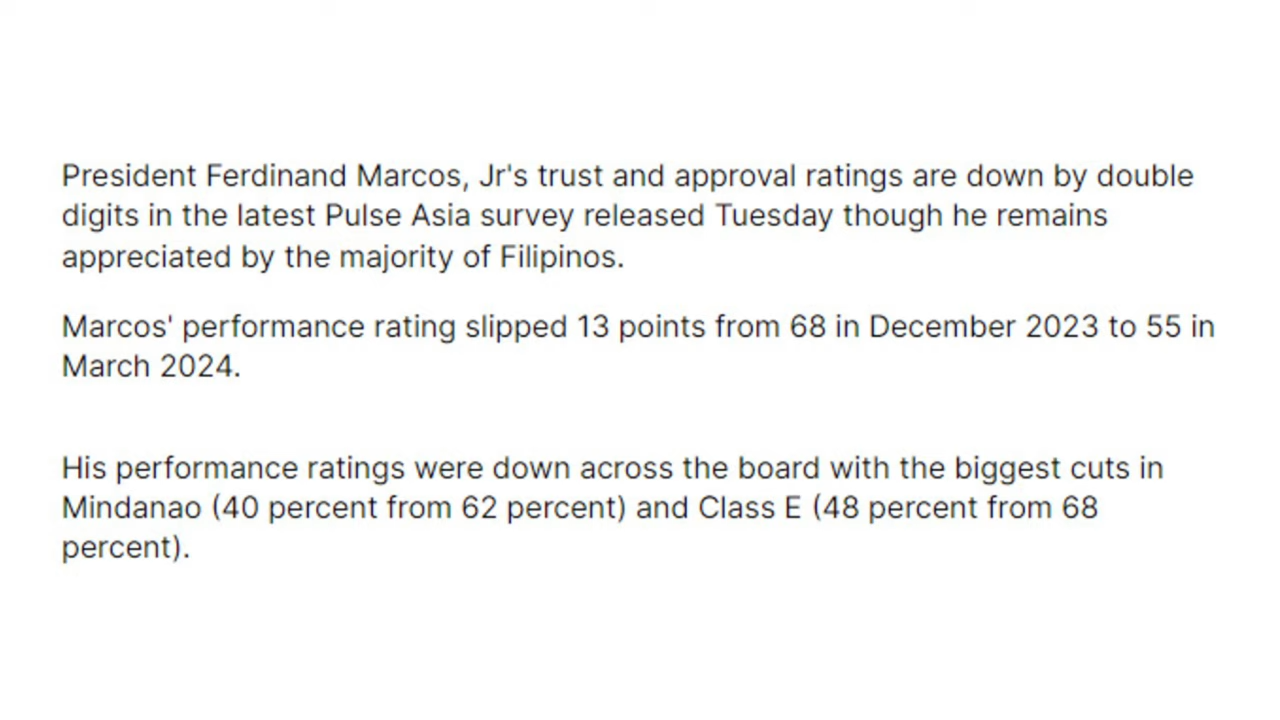 President Ferdinand Marcos, Jr's trust and approval ratings are down by double
digits in the latest Pulse Asia survey released Tuesday though he remains
appreciated by the majority of Filipinos.
Marcos' performance rating slipped 13 points from 68 in December 2023 to 55 in
March 2024.
His performance ratings were down across the board with the biggest cuts in
Mindanao (40 percent from 62 percent) and Class E (48 percent from 68
percent).